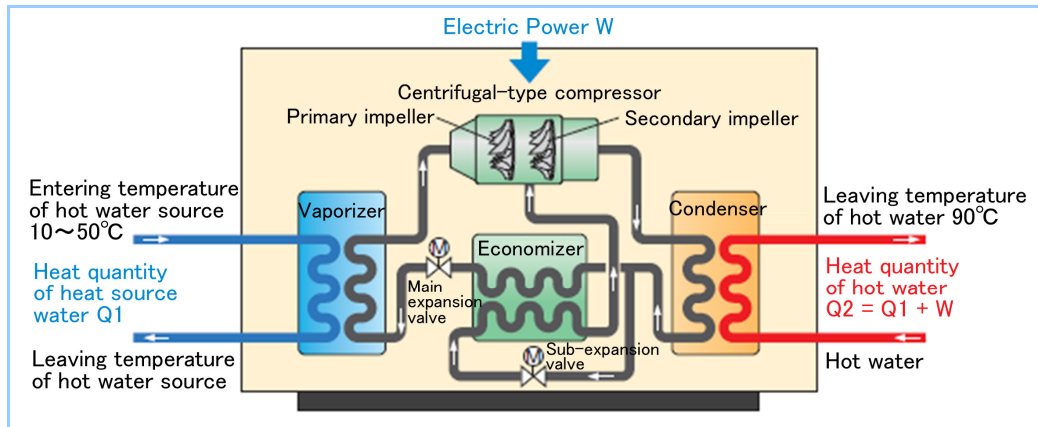 Electric Power W
Centrifugal-type compressor
Primary impeller
Secondary impeller
Entering temperature
of hot water source
10～50℃
Vaporizer
Condenser
Leaving temperature
of hot water 90℃
M
Economizer
Heat quantity
of heat source
water Q1
Main
expansion
valve
Heat quantity
of hot water
Q2 = Q1 + W
Leaving temperature
of hot water source
M
Sub-expansion
valve
Hot water